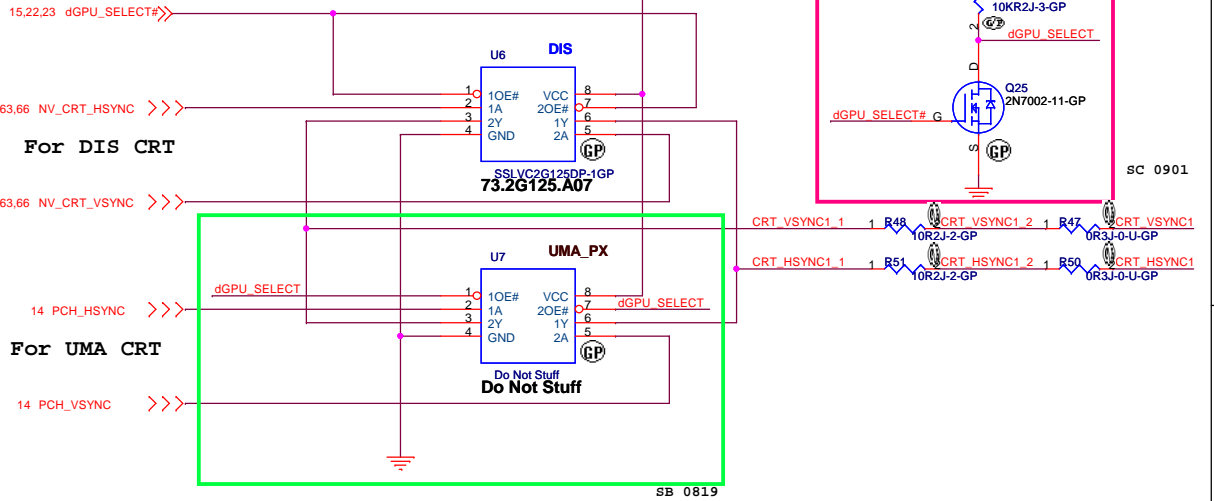 15,22,23 dGPU_SELECT#
10KR2J-3-GP
2
dGPU_SELECT
D
Q25
2N7002-11-GP
dGPU_SELECT# G
S
GP
SC 0901
DIS
U6
1 1OE# VCC 8
2 1A 2OE# 7
3 2Y 1Y 6
4 GND 2A 5
GP
SSLVC2G125DP-1GP
73.2G125.A07
63,66 NV_CRT_HSYNC
For DIS CRT
63,66 NV_CRT_VSYNC
CRT_VSYNC1_1 1 R48 2 CRT_VSYNC1_2 1 R47 2 CRT_VSYNC1
10R2J-2-GP 0R3J-0-U-GP
CRT_HSYNC1_1 1 R51 2 CRT_HSYNC1_2 1 R50 2 CRT_HSYNC1
10R2J-2-GP 0R3J-0-U-GP
UMA_PX
U7
dGPU_SELECT
1 1OE# VCC 8
2 1A 2OE# 7
dGPU_SELECT
3 2Y 1Y 6
4 GND 2A 5
GP
Do Not Stuff
Do Not Stuff
14 PCH_HSYNC
For UMA CRT
14 PCH_VSYNC
SB 0819